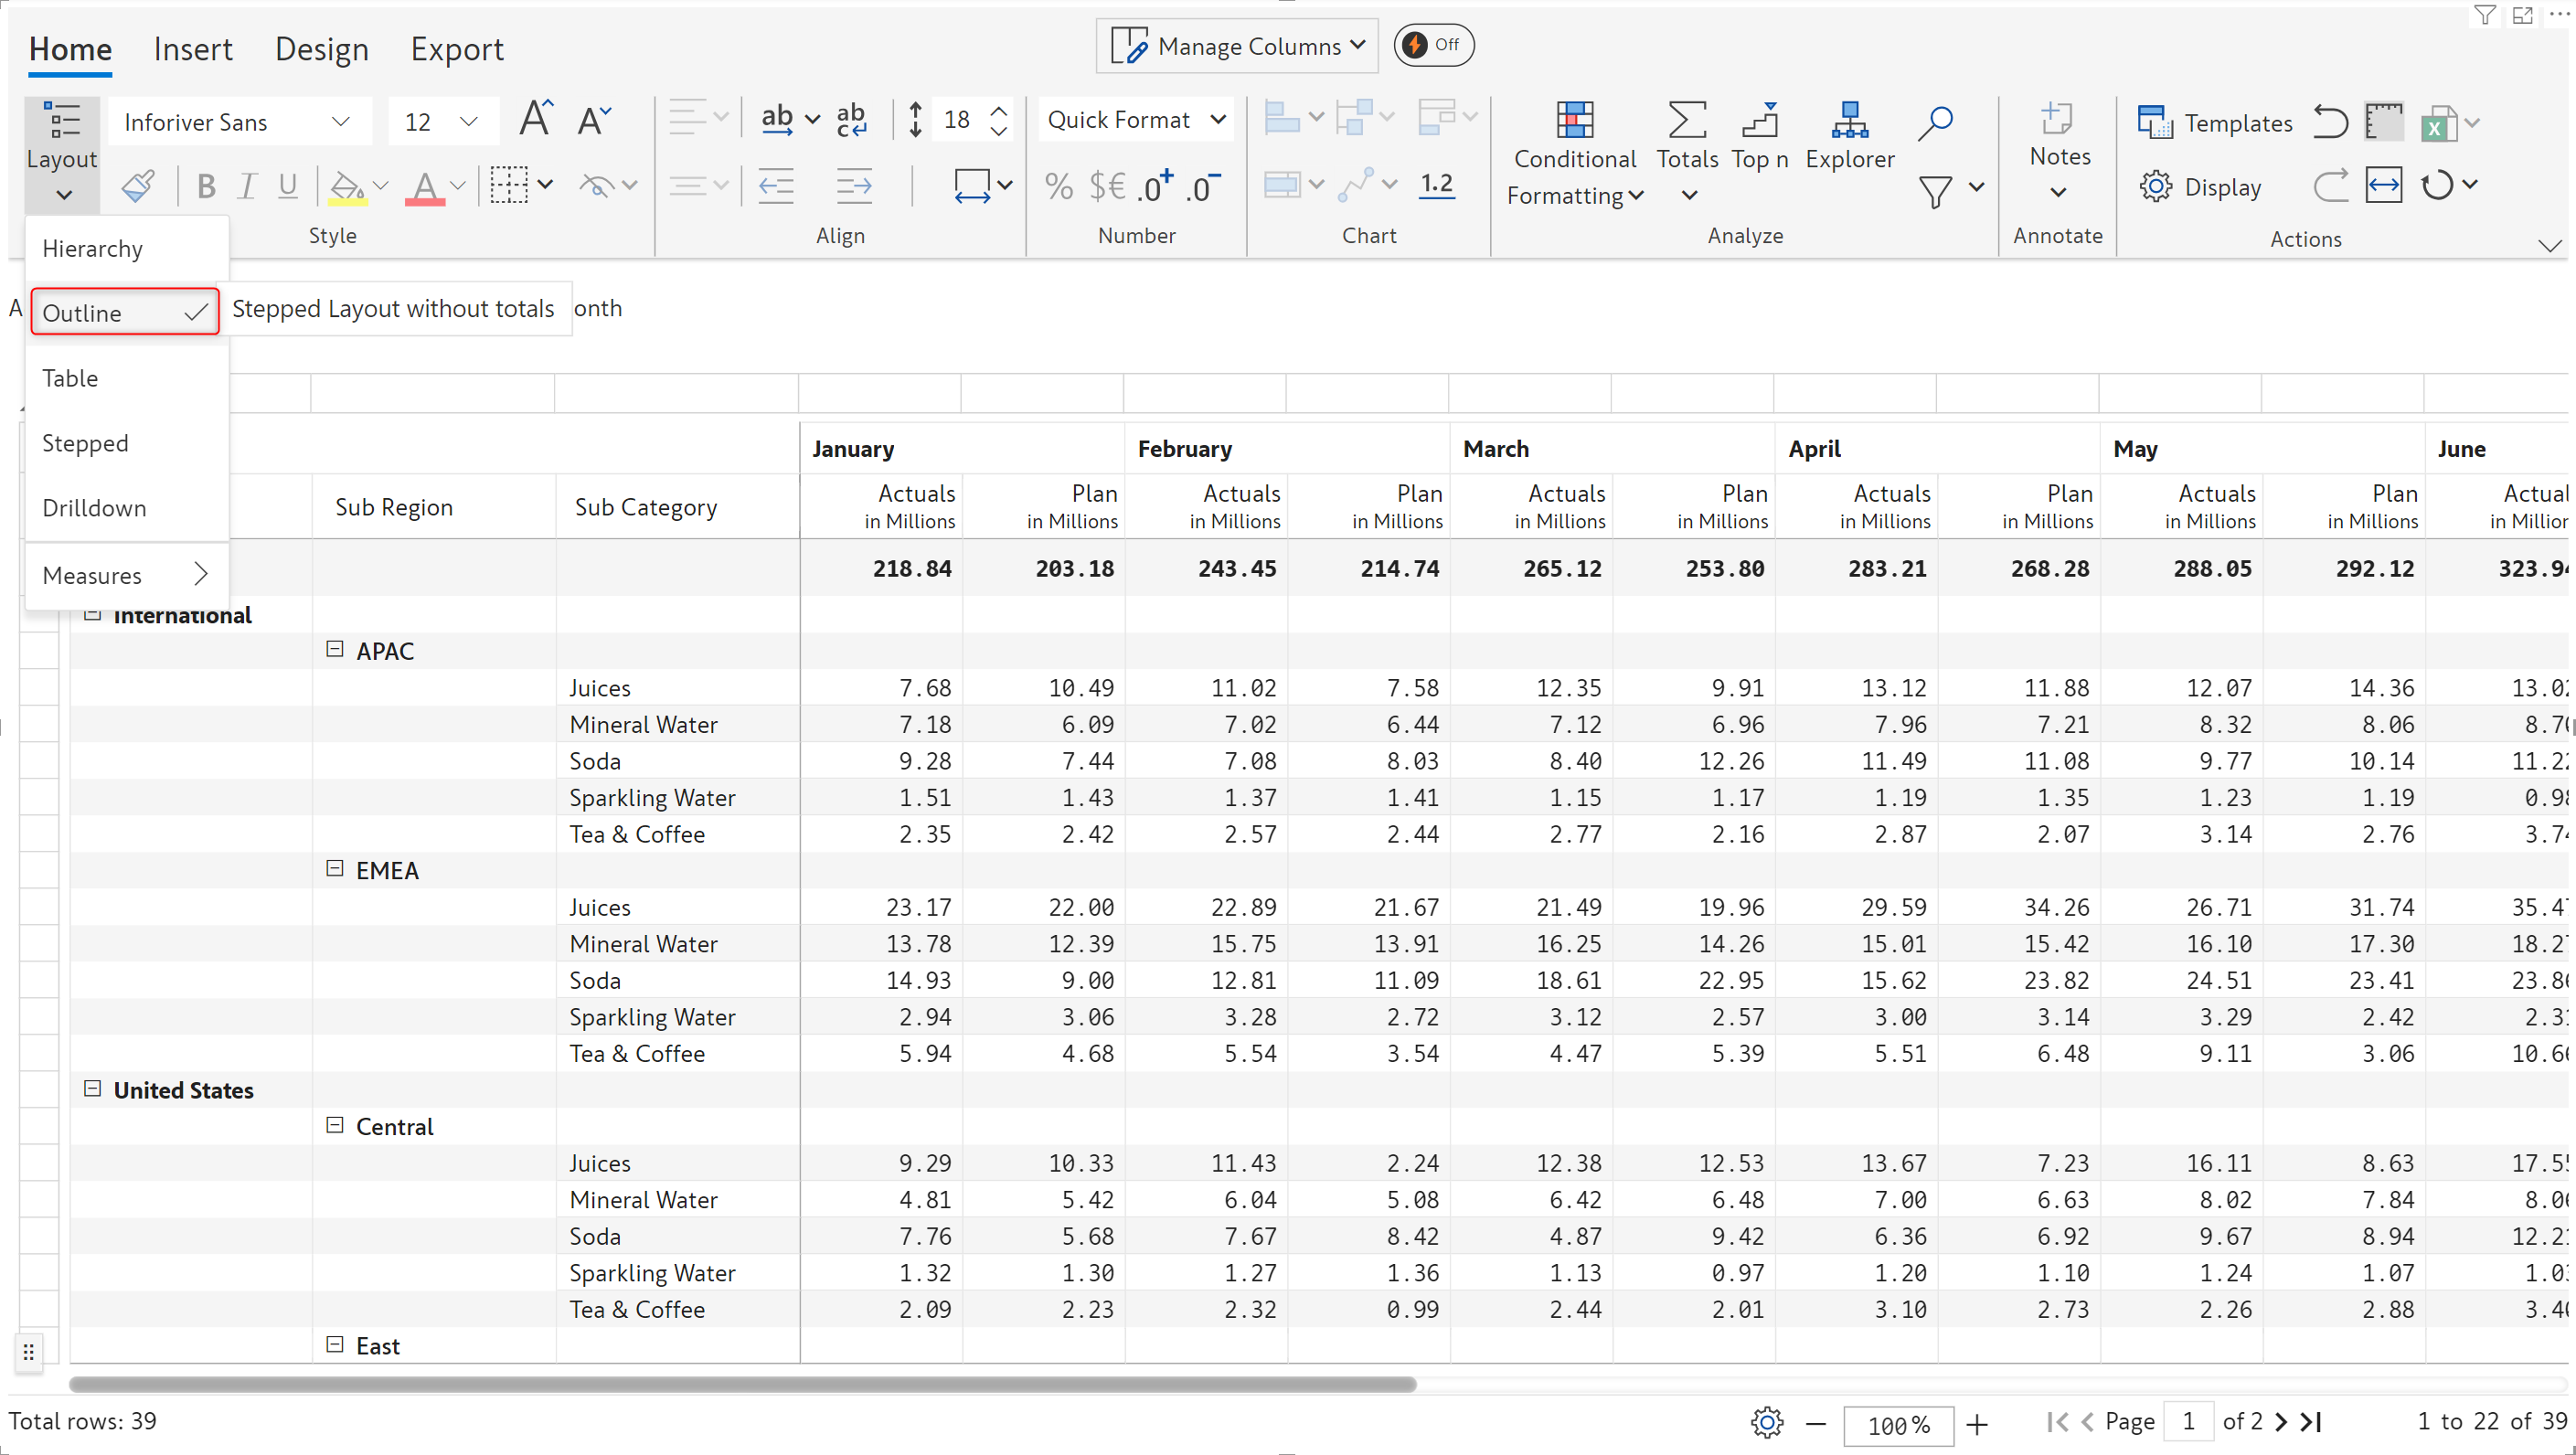 Home Insert Design Export Manage Columns Off
Layout Inforiver Sans 12 A A ab ab c 18 Quick Format Conditional Formatting Totals Top n Explorer Notes Templates
B I U A % $€ .0+ .0- 1.2 Display
Style Align Number Chart Analyze Annotate Actions
Hierarchy
A Outline Stepped Layout without totals onth
Table
Stepped
Drilldown
Measures
January February March April May June
Sub Region Sub Category Actuals Plan Actuals Plan Actuals Plan Actuals Plan Actuals Plan Actual
in Millions in Millions in Millions in Millions in Millions in Millions in Millions in Millions in Millions in Millions in Million
218.84 203.18 243.45 214.74 265.12 253.80 283.21 268.28 288.05 292.12 323.94
International
APAC
Juices 7.68 10.49 11.02 7.58 12.35 9.91 13.12 11.88 12.07 14.36 13.02
Mineral Water 7.18 6.09 7.02 6.44 7.12 6.96 7.96 7.21 8.32 8.06 8.70
Soda 9.28 7.44 7.08 8.03 8.40 12.26 11.49 11.08 9.77 10.14 11.22
Sparkling Water 1.51 1.43 1.37 1.41 1.15 1.17 1.19 1.35 1.23 1.19 0.98
Tea & Coffee 2.35 2.42 2.57 2.44 2.77 2.16 2.87 2.07 3.14 2.76 3.74
EMEA
Juices 23.17 22.00 22.89 21.67 21.49 19.96 29.59 34.26 26.71 31.74 35.47
Mineral Water 13.78 12.39 15.75 13.91 16.25 14.26 15.01 15.42 16.10 17.30 18.27
Soda 14.93 9.00 12.81 11.09 18.61 22.95 15.62 23.82 24.51 23.41 23.86
Sparkling Water 2.94 3.06 3.28 2.72 3.12 2.57 3.00 3.14 3.29 2.42 2.31
Tea & Coffee 5.94 4.68 5.54 3.54 4.47 5.39 5.51 6.48 9.11 3.06 10.66
United States
Central
Juices 9.29 10.33 11.43 2.24 12.38 12.53 13.67 7.23 16.11 8.63 17.55
Mineral Water 4.81 5.42 6.04 5.08 6.42 6.48 7.00 6.63 8.02 7.84 8.06
Soda 7.76 5.68 7.67 8.42 4.87 9.42 6.36 6.92 9.67 8.94 12.21
Sparkling Water 1.32 1.30 1.27 1.36 1.13 0.97 1.20 1.10 1.24 1.07 1.03
Tea & Coffee 2.09 2.23 2.32 0.99 2.44 2.01 3.10 2.73 2.26 2.88 3.40
East
Total rows: 39 100% Page 1 of 2 1 to 22 of 39